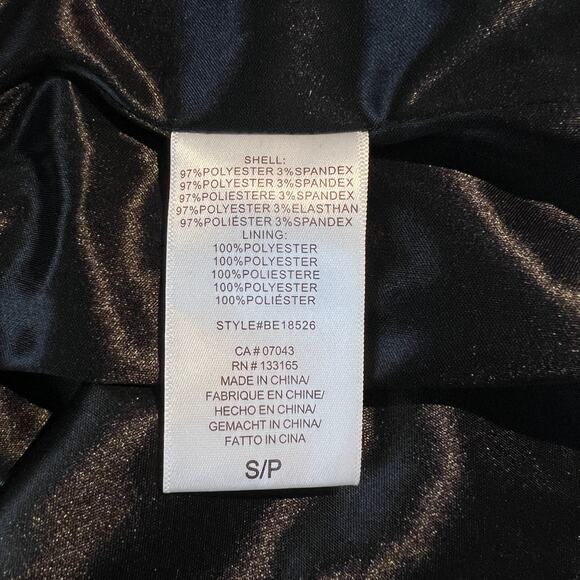 SHELL:
97%POLYESTER 3%SPANDEX
97%POLYESTER 3%SPANDEX
97%POLIESTERE 3%SPANDEX
97%POLYESTER 3%ELASTHAN
97%POLIÉSTER 3%SPANDEX
LINING:
100%POLYESTER
100%POLYESTER
100%POLIESTERE
100%POLYESTER
100%POLIÉSTER
STYLE#BE18526
CA # 07043
RN # 133165
MADE IN CHINA/
FABRIQUE EN CHINE/
HECHO EN CHINA/
GEMACHT IN CHINA/
FATTO IN CINA
S/P